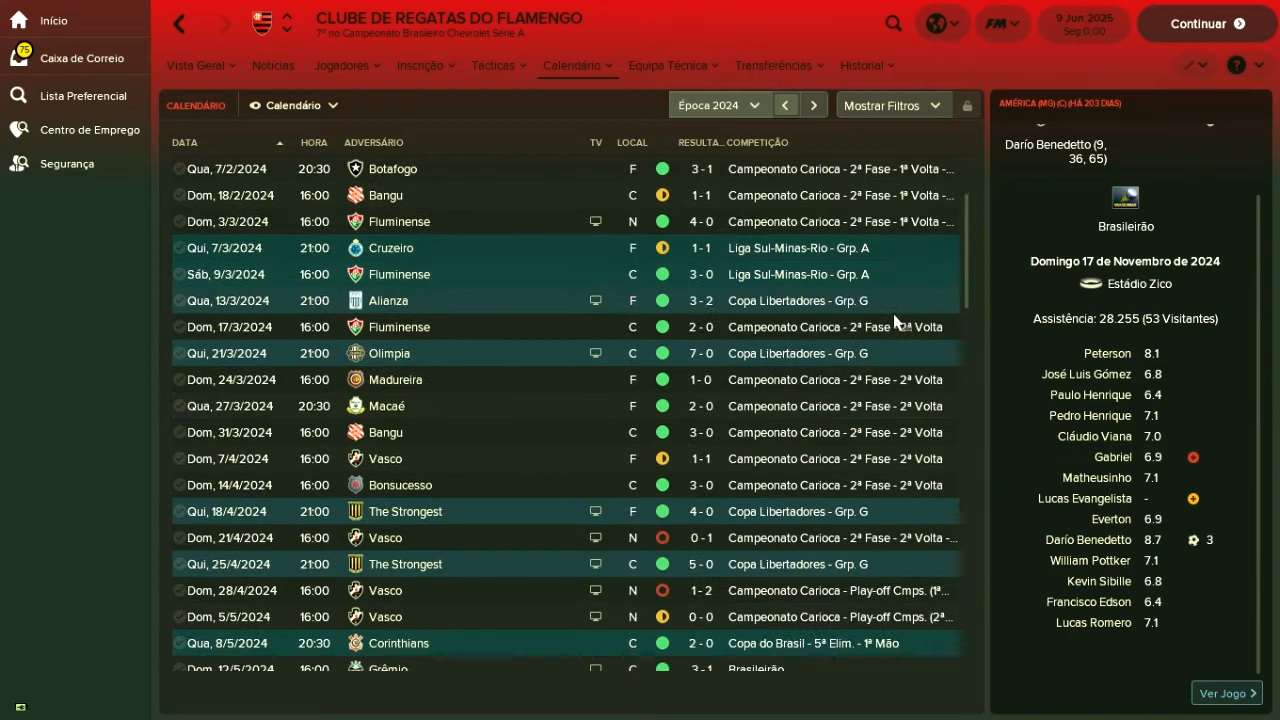 Início
75
Caixa de Correio
Lista Preferencial
Centro de Emprego
Segurança
CLUBE DE REGATAS DO FLAMENGO
7º no Campeonato Brasileiro Chevrolet Serie A
FM
9 Jun 2025
Seg 0:00
Continuar
Vista Geral Notícias Jogadores Inscrição Tácticas Calendário Equipa Técnica Transferências Historial
?
CALENDÁRIO Calendário Época 2024 Mostrar Filtros
DATA HORA ADVERSÁRIO TV LOCAL RESULTA... COMPETIÇÃO
Qua, 7/2/2024 20:30 Botafogo F 3 - 1 Campeonato Carioca - 2ª Fase - 1ª Volta -...
Dom, 18/2/2024 16:00 Bangu C 1 - 1 Campeonato Carioca - 2ª Fase - 1ª Volta -...
Dom, 3/3/2024 16:00 Fluminense N 4 - 0 Campeonato Carioca - 2ª Fase - 1ª Volta -...
Qui, 7/3/2024 21:00 Cruzeiro F 1 - 1 Liga Sul-Minas-Rio - Grp. A
Sáb, 9/3/2024 16:00 Fluminense C 3 - 0 Liga Sul-Minas-Rio - Grp. A
Qua, 13/3/2024 21:00 Alianza F 3 - 2 Copa Libertadores - Grp. G
Dom, 17/3/2024 16:00 Fluminense C 2 - 0 Campeonato Carioca - 2ª Fase - 2ª Volta
Qui, 21/3/2024 21:00 Olimpia C 7 - 0 Copa Libertadores - Grp. G
Dom, 24/3/2024 16:00 Madureira F 1 - 0 Campeonato Carioca - 2ª Fase - 2ª Volta
Qua, 27/3/2024 20:30 Macaé F 2 - 0 Campeonato Carioca - 2ª Fase - 2ª Volta
Dom, 31/3/2024 16:00 Bangu C 3 - 0 Campeonato Carioca - 2ª Fase - 2ª Volta
Dom, 7/4/2024 16:00 Vasco F 1 - 1 Campeonato Carioca - 2ª Fase - 2ª Volta
Dom, 14/4/2024 16:00 Bonsucesso C 3 - 0 Campeonato Carioca - 2ª Fase - 2ª Volta
Qui, 18/4/2024 21:00 The Strongest F 4 - 0 Copa Libertadores - Grp. G
Dom, 21/4/2024 16:00 Vasco N 0 - 1 Campeonato Carioca - 2ª Fase - 2ª Volta -...
Qui, 25/4/2024 21:00 The Strongest C 5 - 0 Copa Libertadores - Grp. G
Dom, 28/4/2024 16:00 Vasco N 1 - 2 Campeonato Carioca - Play-off Cmps. (1ª...
Dom, 5/5/2024 16:00 Vasco N 0 - 0 Campeonato Carioca - Play-off Cmps. (2ª...
Qua, 8/5/2024 20:30 Corinthians C 2 - 0 Copa do Brasil - 5ª Elim. - 1ª Mão
Dom, 12/5/2024 16:00 Grêmio C 3 - 1 Brasileirão
AMÉRICA (MG) (C) (HÁ 203 DIAS)
Darío Benedetto (9,
36, 65)
Brasileirão
Domingo 17 de Novembro de 2024
Estádio Zico
Assistência: 28.255 (53 Visitantes)
Peterson 8.1
José Luis Gómez 6.8
Paulo Henrique 6.4
Pedro Henrique 7.1
Cláudio Viana 7.0
Gabriel 6.9
Matheusinho 7.1
Lucas Evangelista -
Everton 6.9
Darío Benedetto 8.7 3
William Pottker 7.1
Kevin Sibille 6.8
Francisco Edson 6.4
Lucas Romero 7.1
Ver Jogo